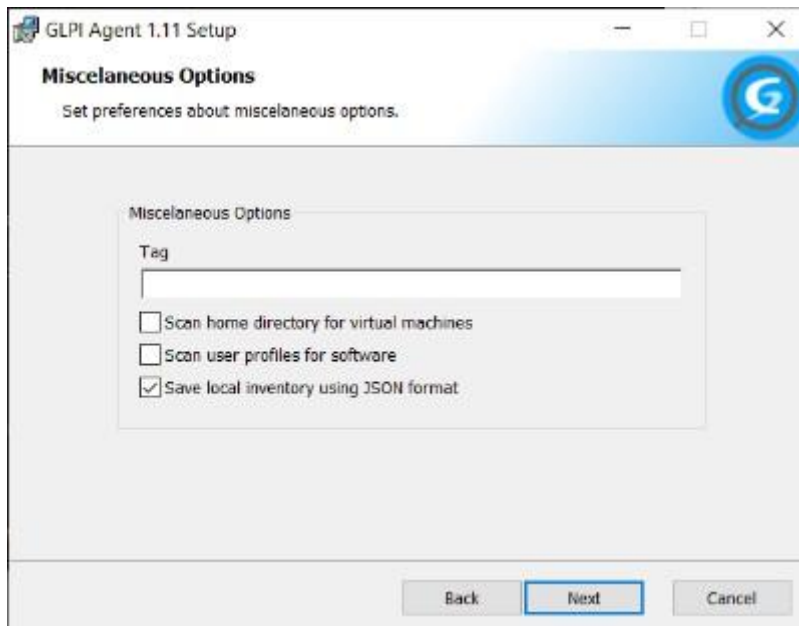 GLPI Agent 1.11 Setup
Miscelaneous Options
Set preferences about miscelaneous options.
Miscelaneous Options
Tag
Scan home directory for virtual machines
Scan user profiles for software
Save local inventory using JSON format
Back Next Cancel